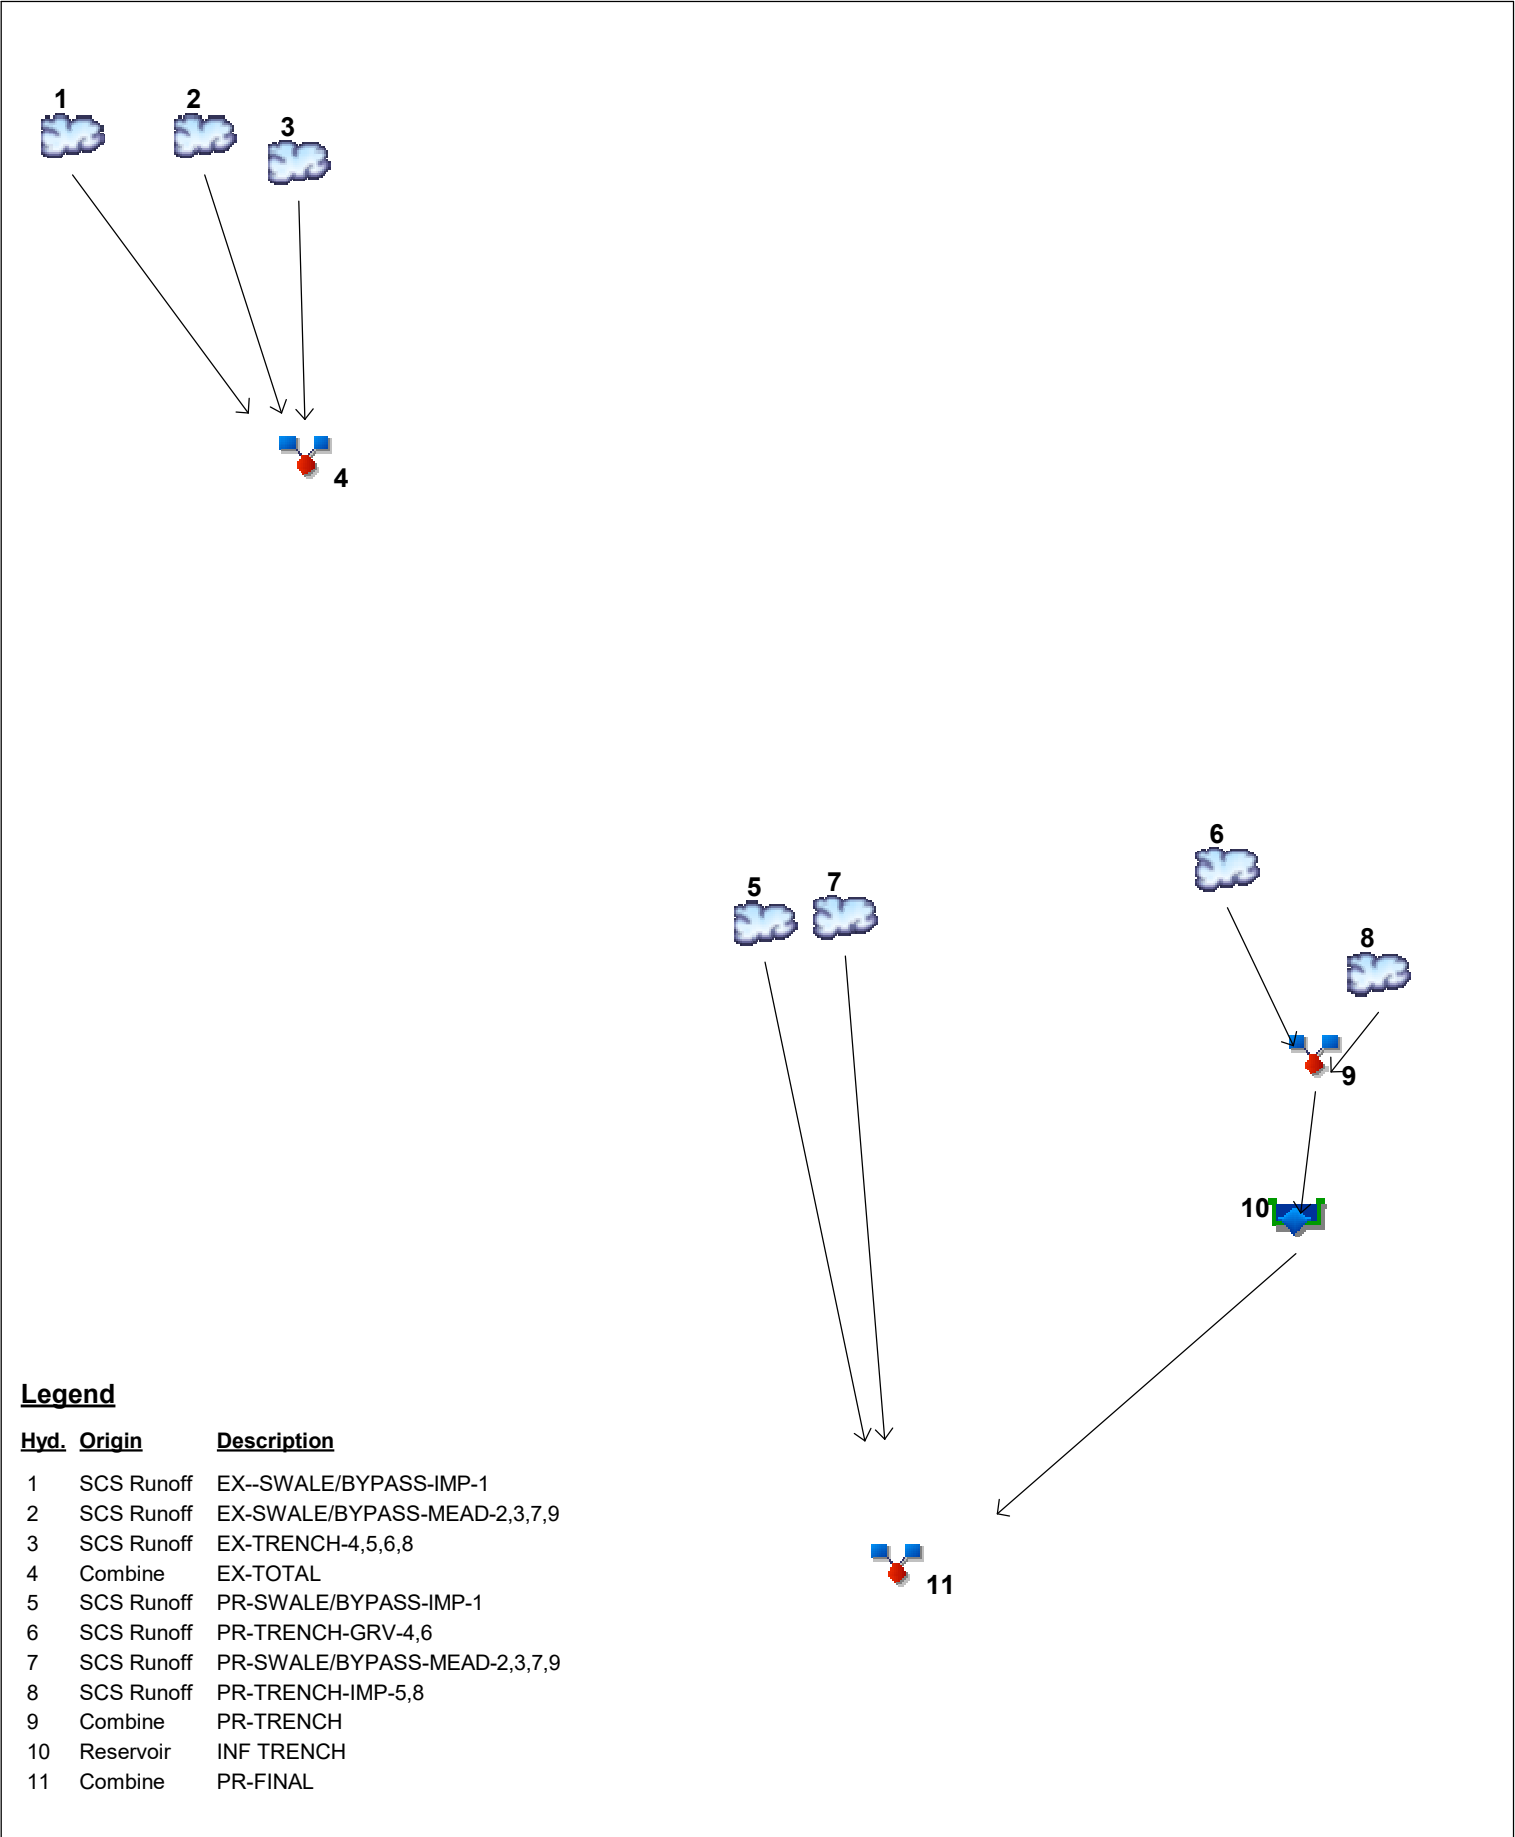 1
2
3
4
6
5
7
8
9
10
11
Legend
Hyd. Origin Description
1 SCS Runoff EX--SWALE/BYPASS-IMP-1
2 SCS Runoff EX-SWALE/BYPASS-MEAD-2,3,7,9
3 SCS Runoff EX-TRENCH-4,5,6,8
4 Combine EX-TOTAL
5 SCS Runoff PR-SWALE/BYPASS-IMP-1
6 SCS Runoff PR-TRENCH-GRV-4,6
7 SCS Runoff PR-SWALE/BYPASS-MEAD-2,3,7,9
8 SCS Runoff PR-TRENCH-IMP-5,8
9 Combine PR-TRENCH
10 Reservoir INF TRENCH
11 Combine PR-FINAL